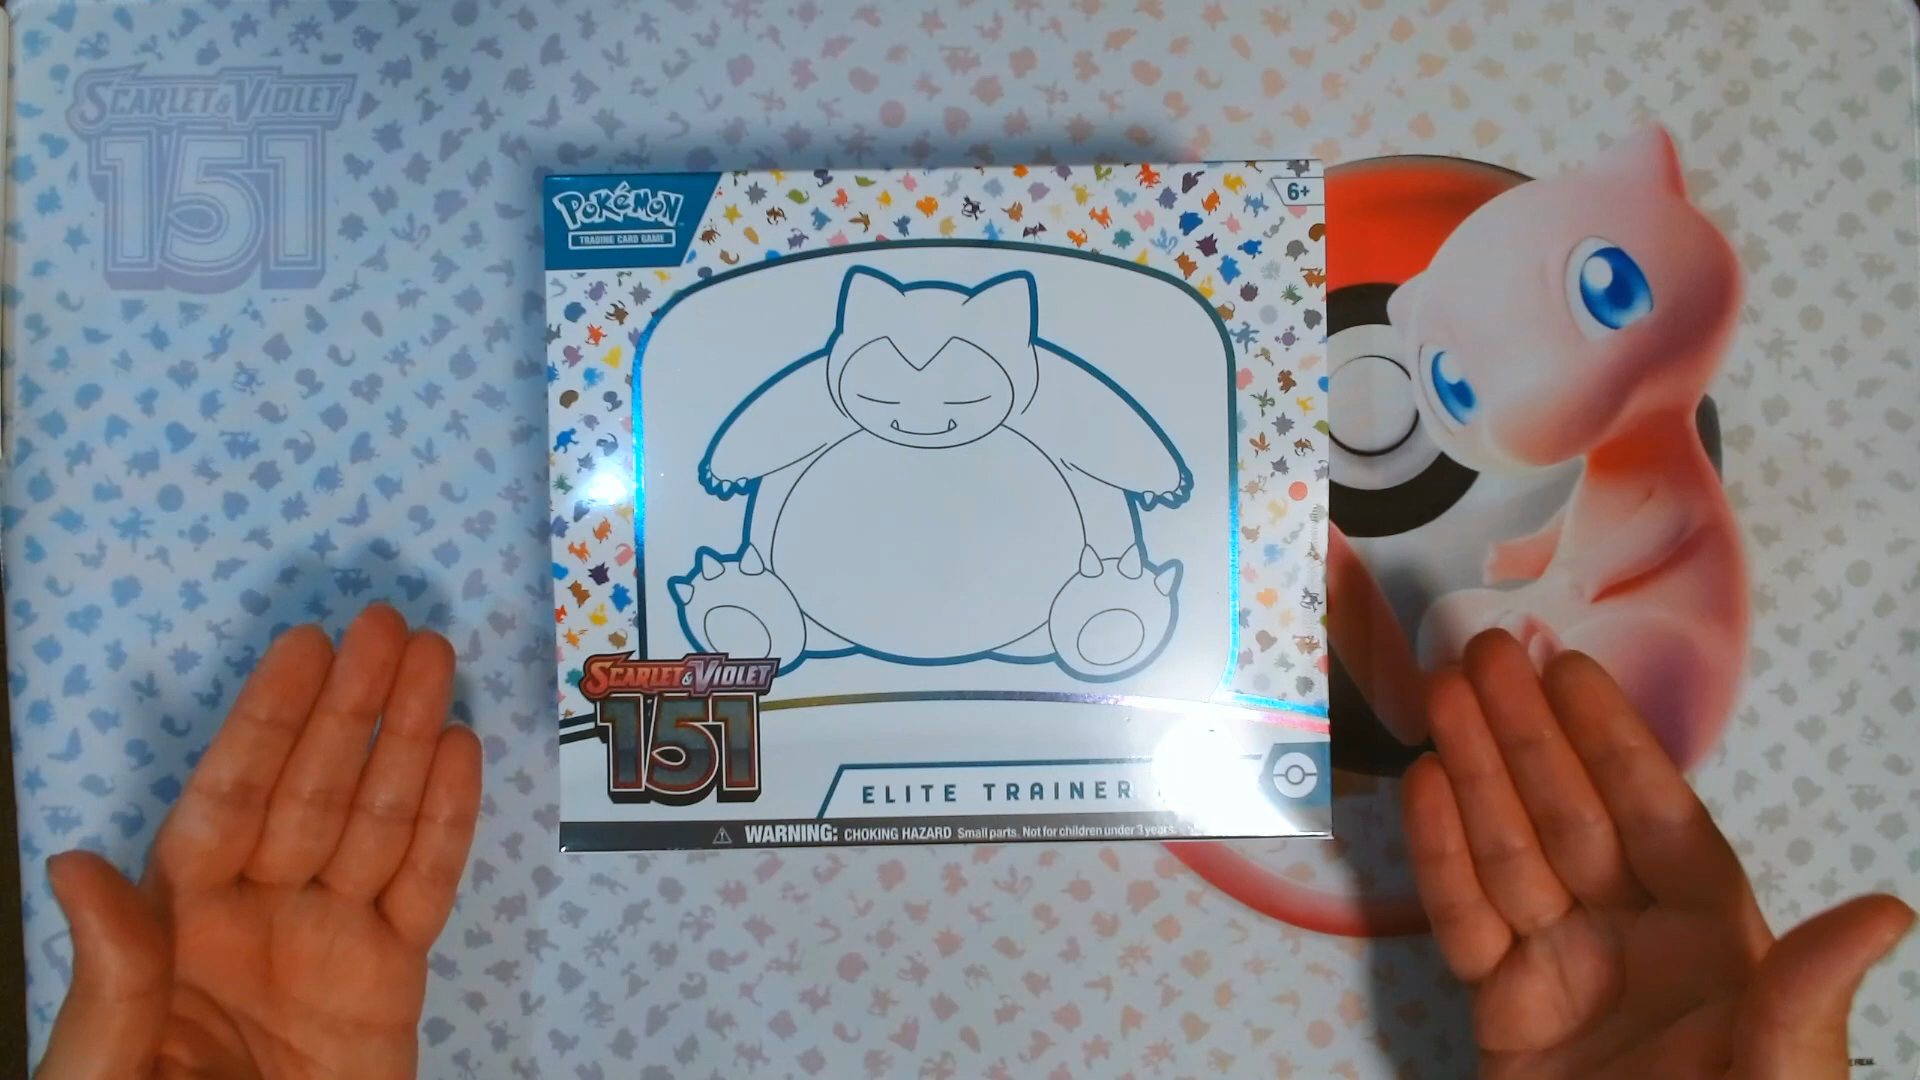 SCARLET & VIOLET
151
POKÉMON
TRADING CARD GAME
6+
SCARLET & VIOLET
151
ELITE TRAINER
WARNING: CHOKING HAZARD Small parts. Not for children under 3 years.